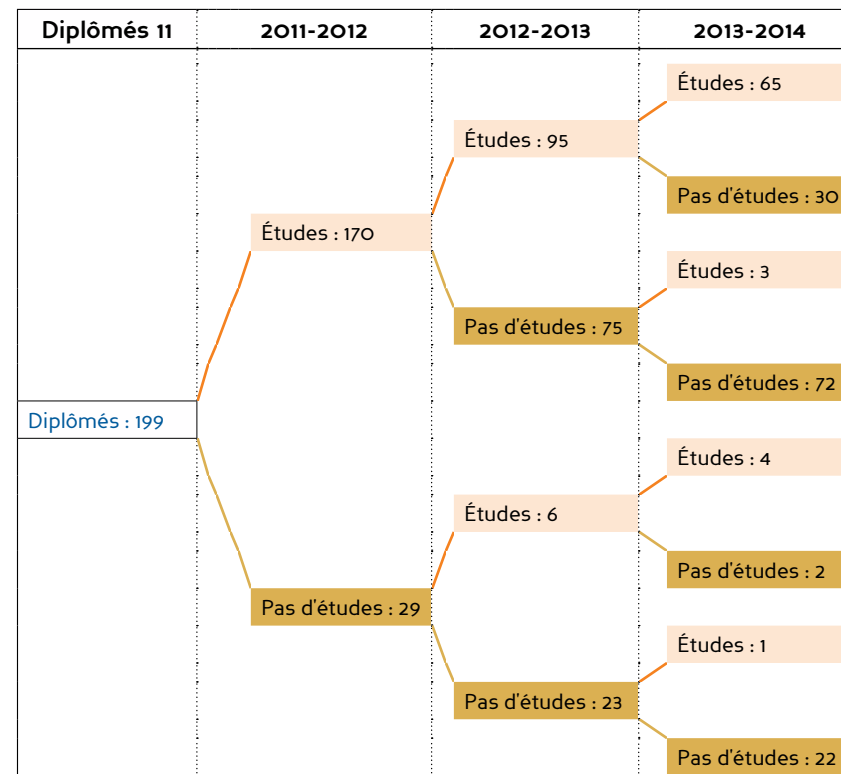 Diplômés 11 2011-2012 2012-2013 2013-2014
Études : 65
Études : 95
Pas d'études : 30
Études : 170
Études : 3
Pas d'études : 75
Pas d'études : 72
Diplômés : 199
Études : 4
Études : 6
Pas d'études : 2
Pas d'études : 29
Études : 1
Pas d'études : 23
Pas d'études : 22